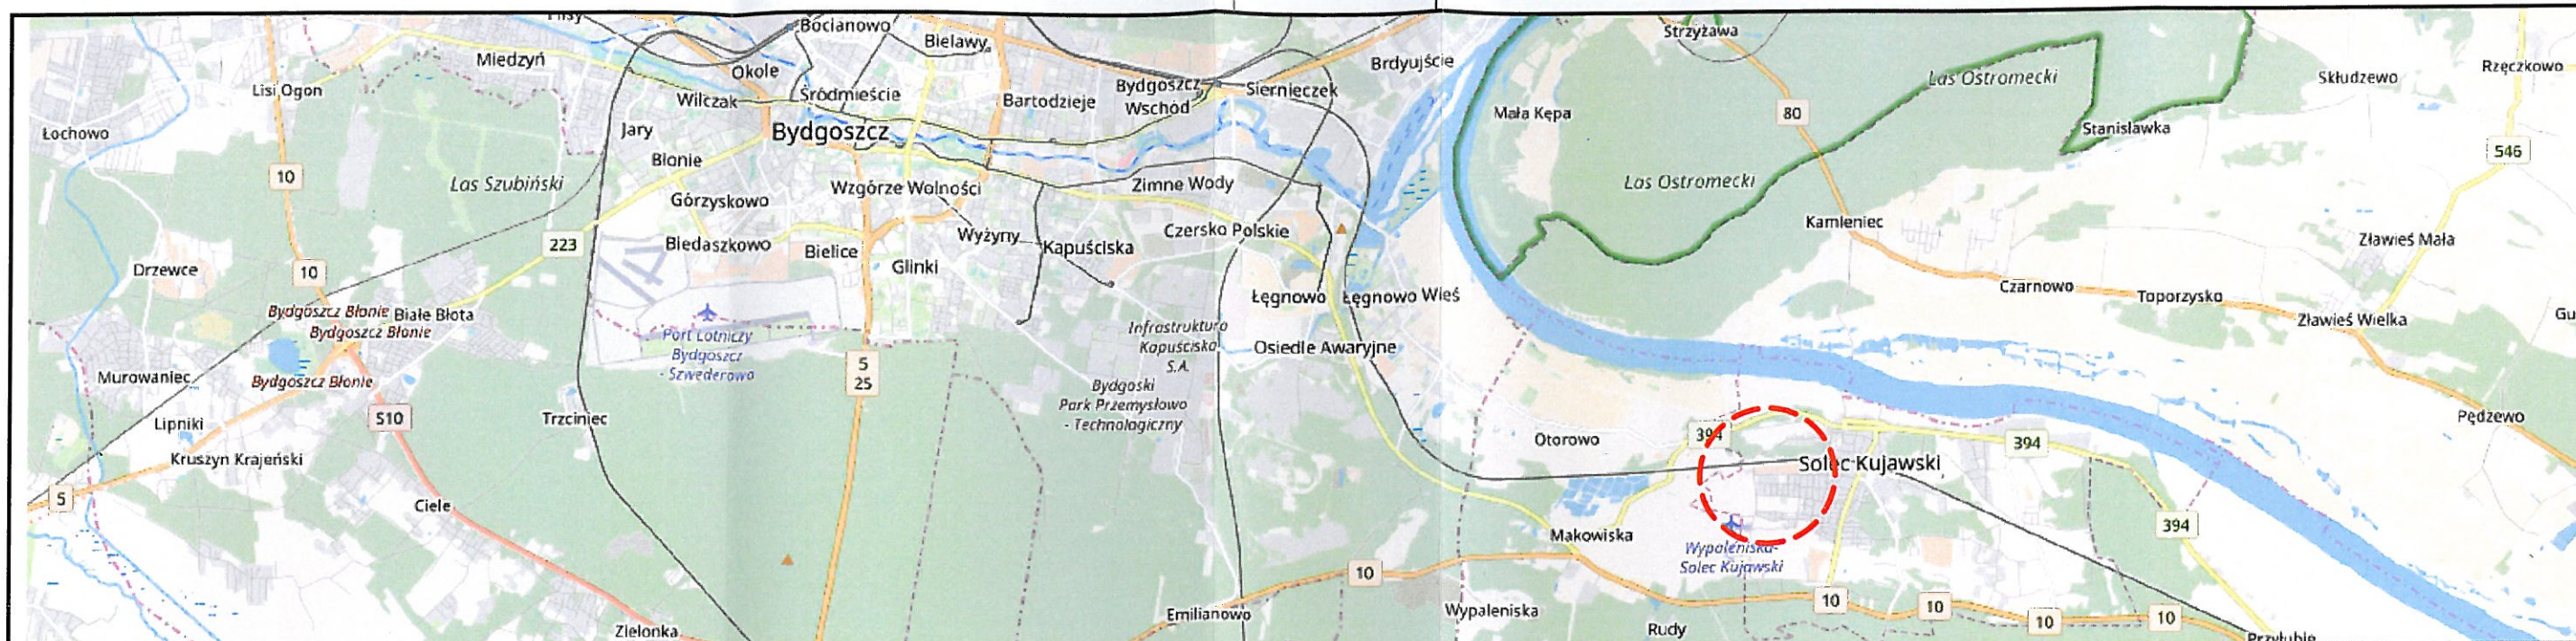 Bocianowo
Bielawy
Miedzyń
Okole
Strzyżawa
Brdyujście
Las Ostromecki
Skłudzewo
Rzęczkowo
Lisi Ogon
Wilczak
Śródmieście
Bartodzieje
Bydgoszcz
Wschód
Siernieczek
Mała Kępa
80
Łochowo
Jary
Bydgoszcz
Stanisławka
546
Błonie
10
Las Szubiński
Wzgórze Wolności
Zimne Wody
Las Ostromecki
Górzyskowo
Kamieniec
223
Biedaszkowo
Bielice
Wyżyny
Kapuściska
Czersko Polskie
Zławieś Mała
Drzewce
10
Glinki
Łęgnowo
Łęgnowo Wieś
Czarnowo
Toporzysko
Bydgoszcz Błonie
Białe Błota
Bydgoszcz Błonie
Port Lotniczy
Bydgoszcz
- Szwederowo
Infrastruktura
Kapuściska
S.A.
Osiedle Awaryjne
Zławieś Wielka
Gu
Murowaniec
Bydgoszcz Błonie
5
25
Bydgoski
Park Przemysłowo
- Technologiczny
Lipniki
S10
Trzciniec
Pędzewo
Otorowo
394
394
Kruszyn Krajeński
Solec Kujawski
5
Ciele
394
Makowiska
Wypaleniska-
Solec Kujawski
10
10
10
10
10
Emilianowo
Wypaleniska
Zielonka
Rudy
Przyłubie